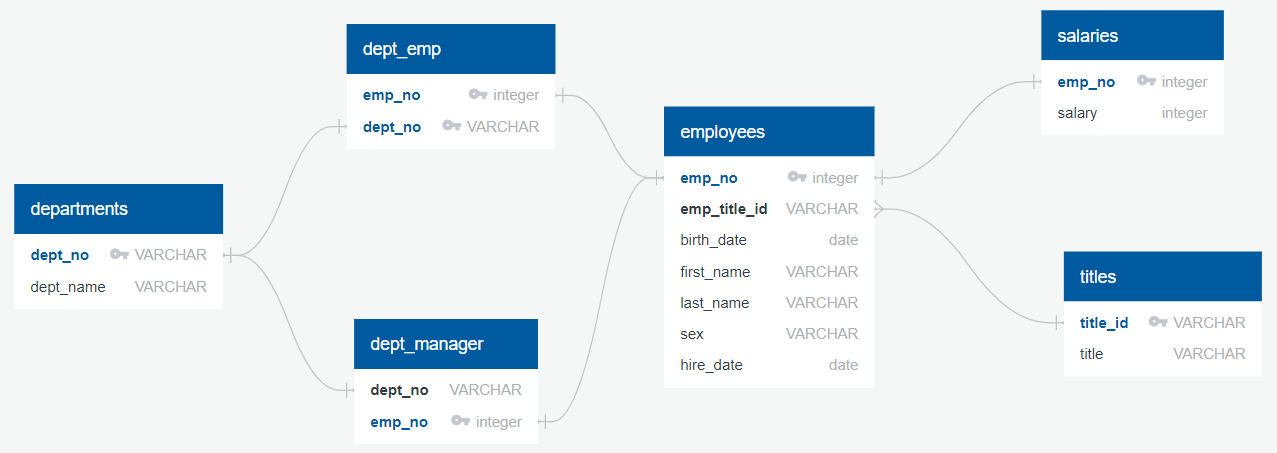 departments
dept_no VARCHAR
dept_name VARCHAR
dept_emp
emp_no integer
dept_no VARCHAR
dept_manager
dept_no VARCHAR
emp_no integer
employees
emp_no integer
emp_title_id VARCHAR
birth_date date
first_name VARCHAR
last_name VARCHAR
sex VARCHAR
hire_date date
salaries
emp_no integer
salary integer
titles
title_id VARCHAR
title VARCHAR